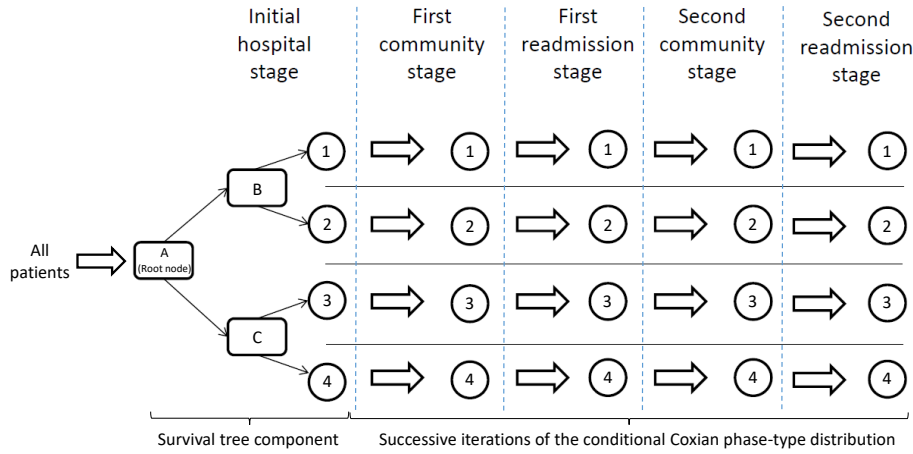 Initial
hospital
stage
First
community
stage
First
readmission
stage
Second
community
stage
Second
readmission
stage
1 1 1 1 1
B
2 2 2 2 2
All
patients
A
(Root node)
3 3 3 3 3
C
4 4 4 4 4
Survival tree component
Successive iterations of the conditional Coxian phase-type distribution